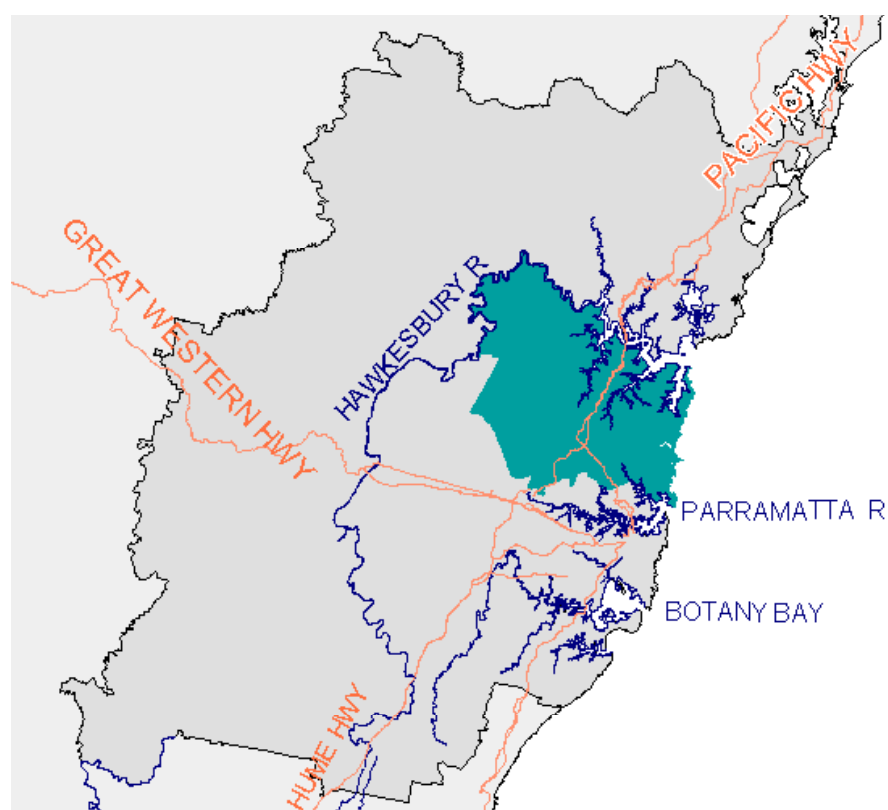 PACIFIC HWY
GREAT WESTERN HWY
HAWKESBURY R
PARRAMATTA R
BOTANY BAY
HUME HWY